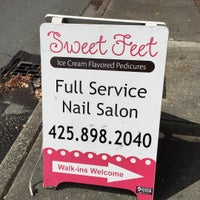 Sweet Feet
Ice Cream Flavored Pedicures
Full Service
Nail Salon
425.898.2040
Walk-ins Welcome